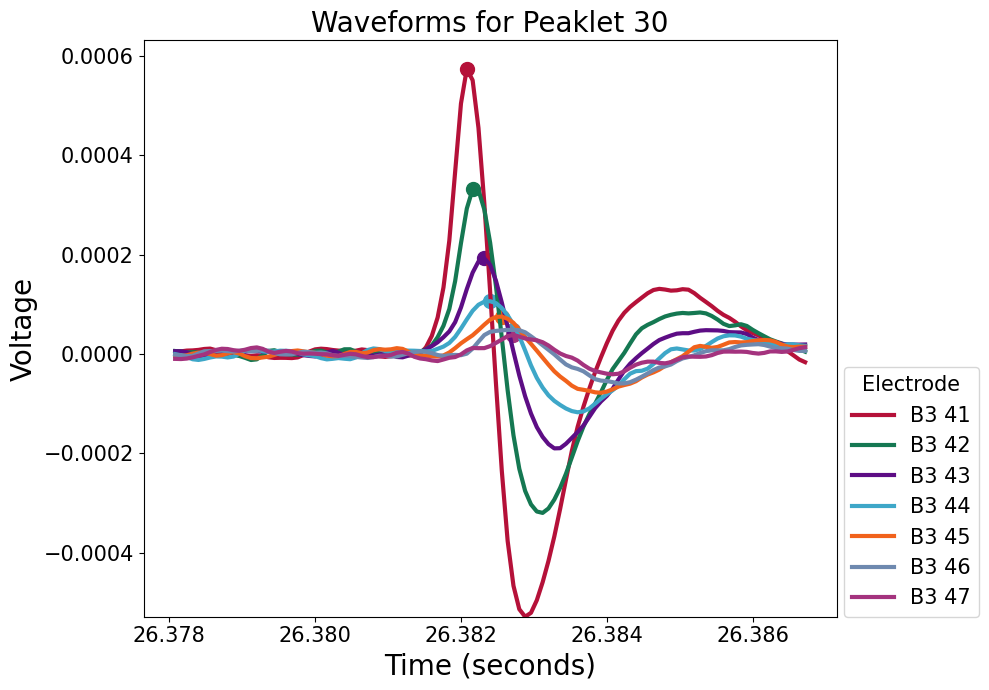 Waveforms for Peaklet 30
Voltage
0.0006
0.0004
0.0002
0.0000
−0.0002
−0.0004
26.378
26.380
26.382
26.384
26.386
Time (seconds)
Electrode
B3 41
B3 42
B3 43
B3 44
B3 45
B3 46
B3 47